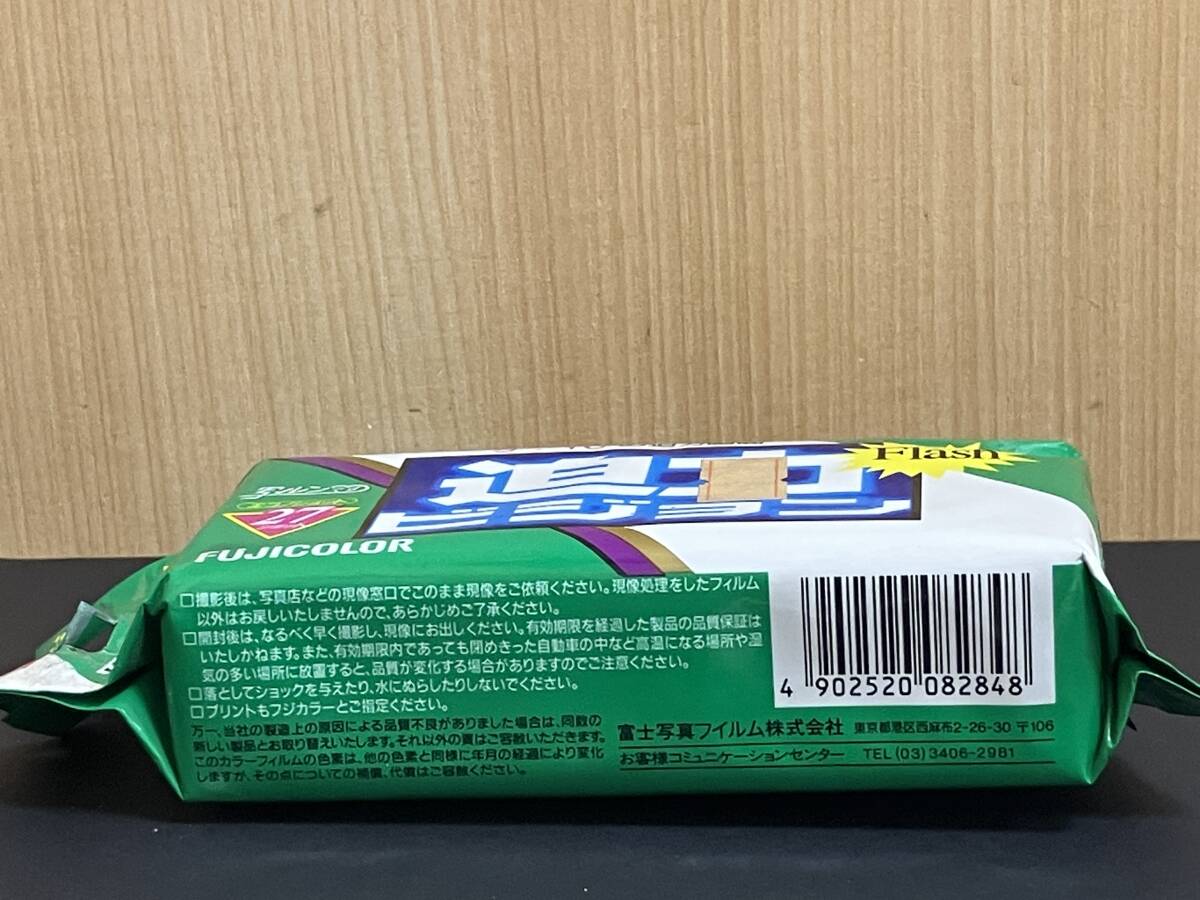 Flash
迫力
ビジョン
写ルンです
27
FUJICOLOR
□撮影後は、写真店などの現像窓口でこのまま現像をご依頼ください。現像処理をしたフィルム
以外はお戻しいたしませんので、あらかじめご了承ください。
□開封後は、なるべく早く撮影し、現像にお出しください。有効期限を経過した製品の品質保証は
いたしかねます。また、有効期限内であっても閉めきった自動車の中など高温になる場所や湿
気の多い場所に放置すると、品質が変化する場合がありますのでご注意ください。
□落としてショックを与えたり、水にぬらしたりしないでください。
□プリントもフジカラーとご指定ください。
万一、当社の製造上の原因による品質不良がありました場合は、同数の
新しい製品とお取り替えいたします。それ以外の責はご容赦いただきます。
このカラーフィルムの色素は、他の色素と同様に年月の経過により変化
しますが、その点についての補償、代償はご容赦ください。
4 902520 082848
富士写真フイルム株式会社 東京都港区西麻布2-26-30 〒106
お客様コミュニケーションセンター TEL (03) 3406-2981